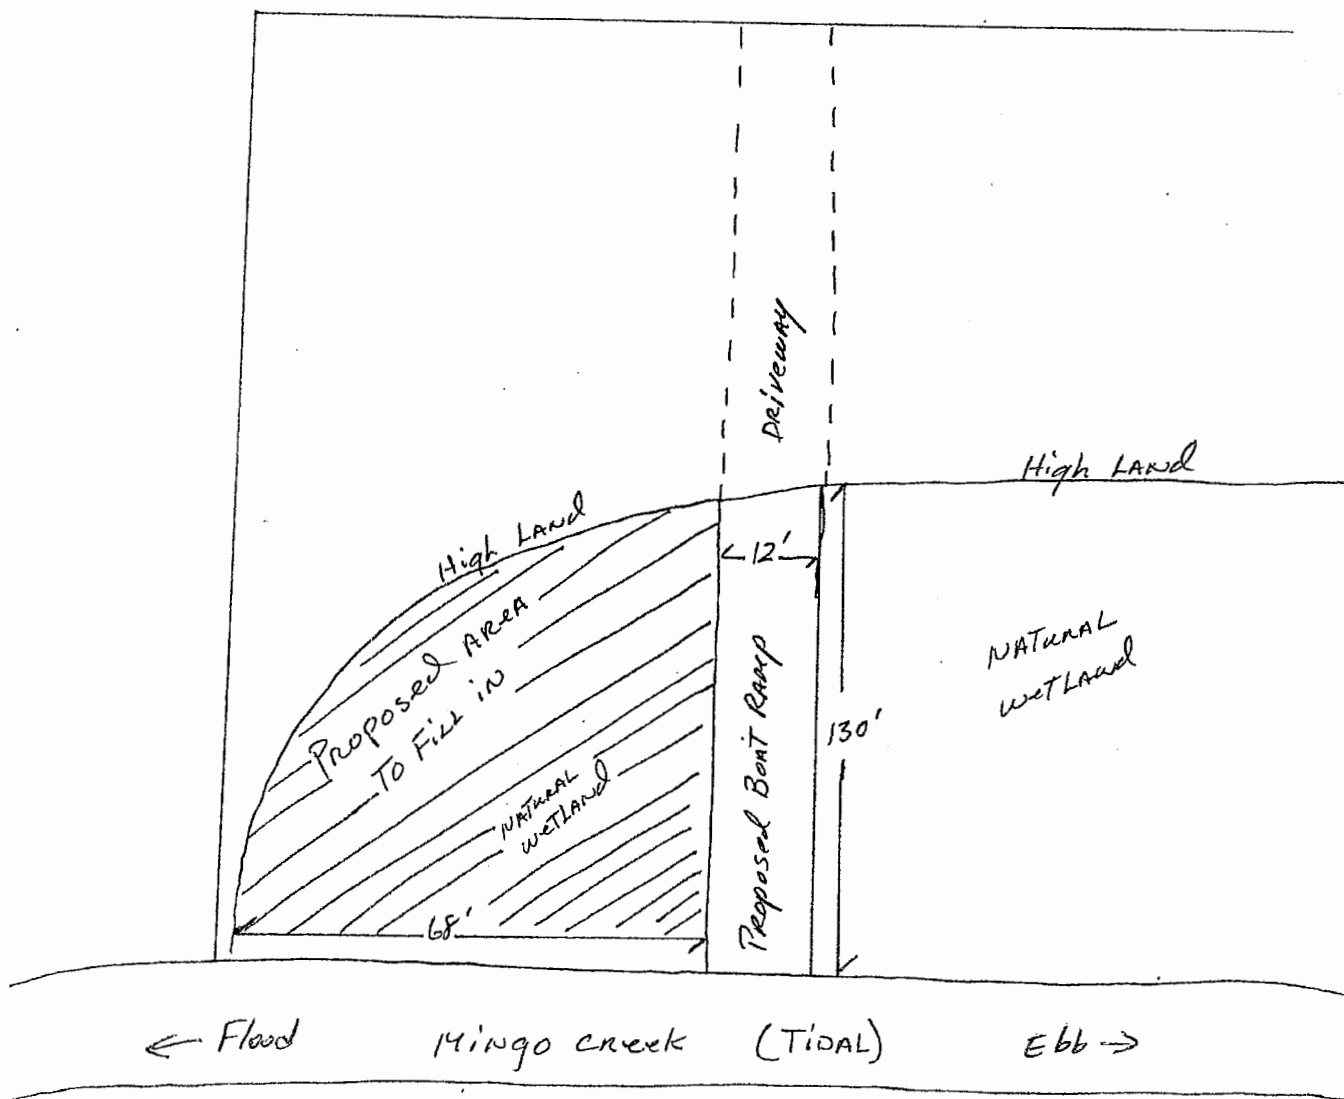 DRiveway
High LAND
High LAND
12'
Proposed AReA
To Fill in
NATURAL
wetLAND
Proposed Boat Ramp
130'
NATURAL
wetLAND
68'
← Flood
Mingo Creek
(TiDAL)
Ebb →